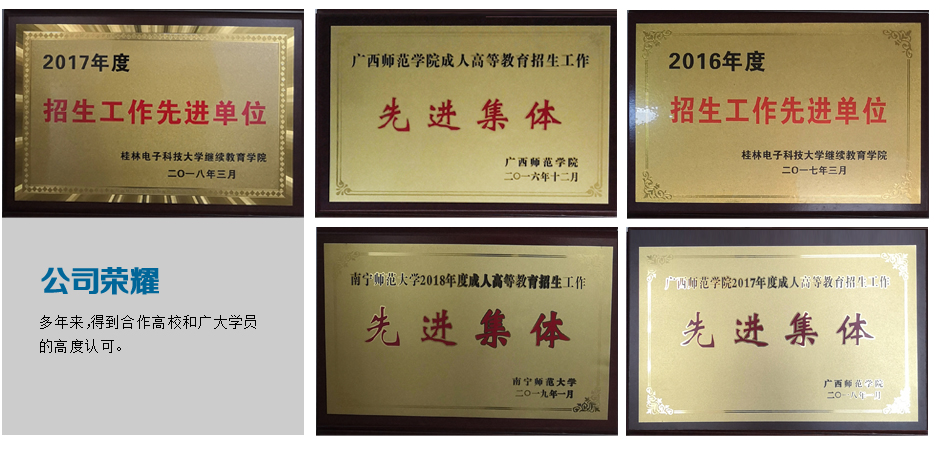 2017年度
招生工作先进单位
桂林电子科技大学继续教育学院
二〇一八年三月
广西师范学院成人高等教育招生工作
先进集体
广西师范学院
二〇一六年十二月
2016年度
招生工作先进单位
桂林电子科技大学继续教育学院
二〇一七年三月
公司荣耀
多年来,得到合作高校和广大学员
的高度认可。
南宁师范大学2018年度成人高等教育招生工作
先进集体
南宁师范大学
二〇一九年一月
广西师范学院2017年度成人高等教育招生工作
先进集体
广西师范学院
二〇一八年一月